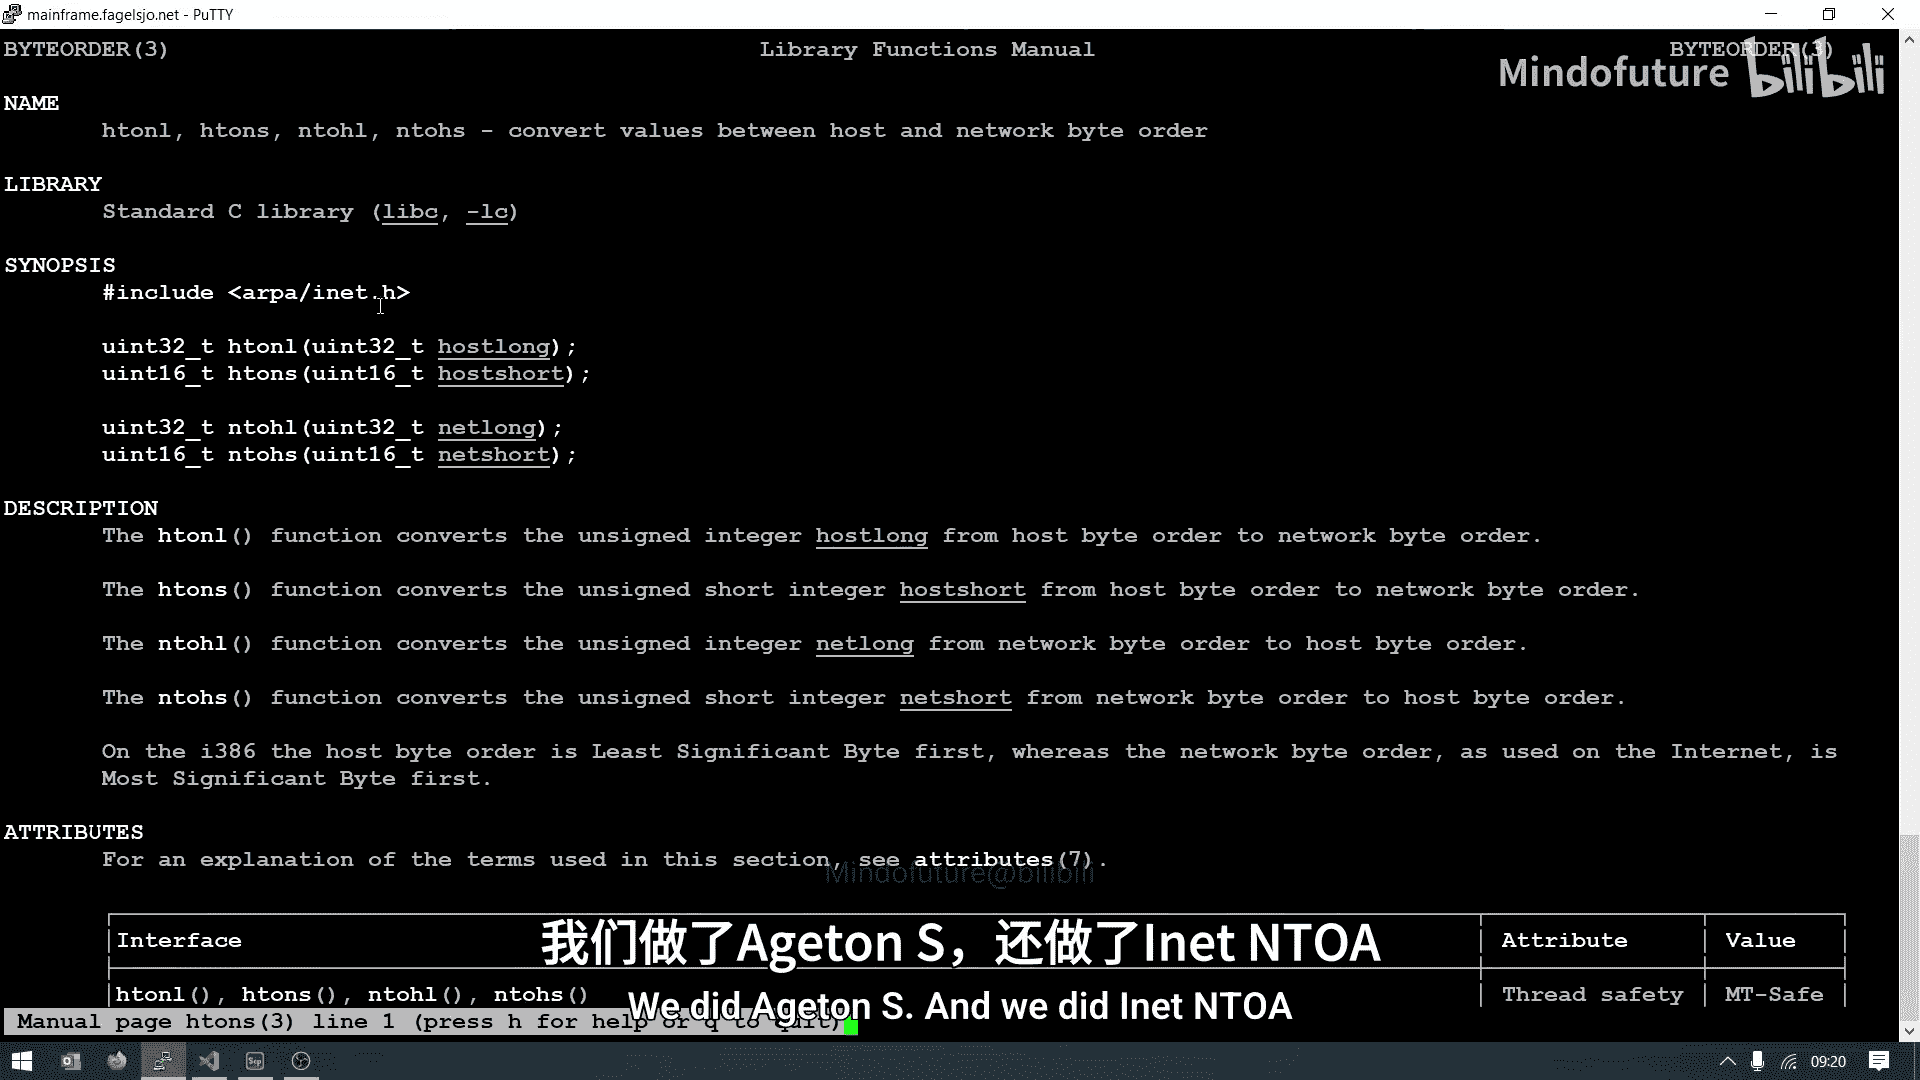 mainframe.fagelsjo.net - PuTTY
BYTEORDER(3) Library Functions Manual BYTEORDER(3)
Mindofuture bilibili
NAME
htonl, htons, ntohl, ntohs - convert values between host and network byte order
LIBRARY
Standard C library (libc, -lc)
SYNOPSIS
#include <arpa/inet.h>
uint32_t htonl(uint32_t hostlong);
uint16_t htons(uint16_t hostshort);
uint32_t ntohl(uint32_t netlong);
uint16_t ntohs(uint16_t netshort);
DESCRIPTION
The htonl() function converts the unsigned integer hostlong from host byte order to network byte order.
The htons() function converts the unsigned short integer hostshort from host byte order to network byte order.
The ntohl() function converts the unsigned integer netlong from network byte order to host byte order.
The ntohs() function converts the unsigned short integer netshort from network byte order to host byte order.
On the i386 the host byte order is Least Significant Byte first, whereas the network byte order, as used on the Internet, is
Most Significant Byte first.
ATTRIBUTES
For an explanation of the terms used in this section, see attributes(7).
Mindofuture@bilibili
Interface Attribute Value
我们做了Ageton S，还做了Inet NTOA
htonl(), htons(), ntohl(), ntohs() Thread safety MT-Safe
We did Ageton S. And we did Inet NTOA
Manual page htons(3) line 1 (press h for help or q to quit)
09:20